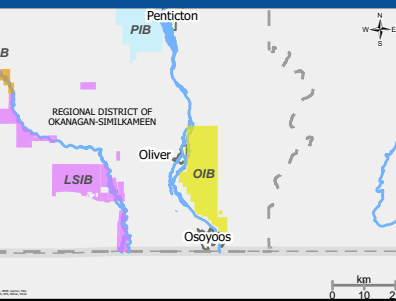 Penticton
N
W E
S
PIB
B
REGIONAL DISTRICT OF
OKANAGAN-SIMILKAMEEN
Oliver
OIB
LSIB
Osoyoos
km
0 10 2